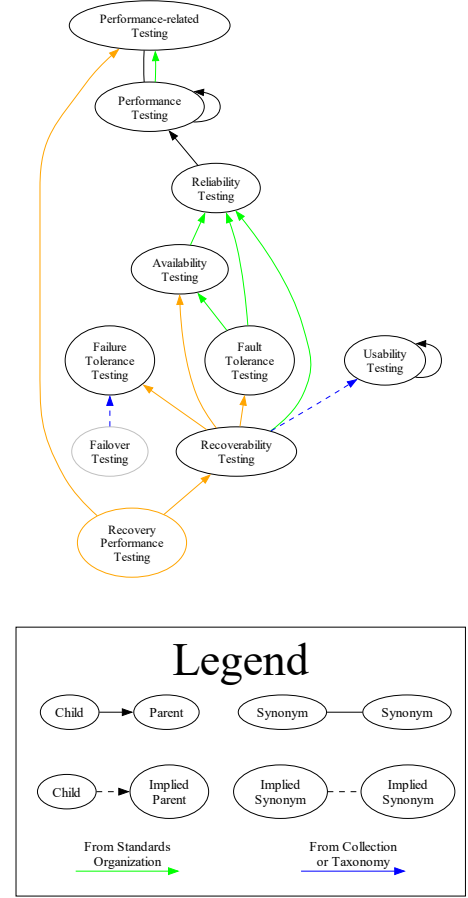 Performance-related
Testing
Performance
Testing
Reliability
Testing
Availability
Testing
Failure
Tolerance
Testing
Fault
Tolerance
Testing
Usability
Testing
Failover
Testing
Recoverability
Testing
Recovery
Performance
Testing
Legend
Child
Parent
Synonym
Synonym
Child
Implied
Parent
Implied
Synonym
Implied
Synonym
From Standards
Organization
From Collection
or Taxonomy